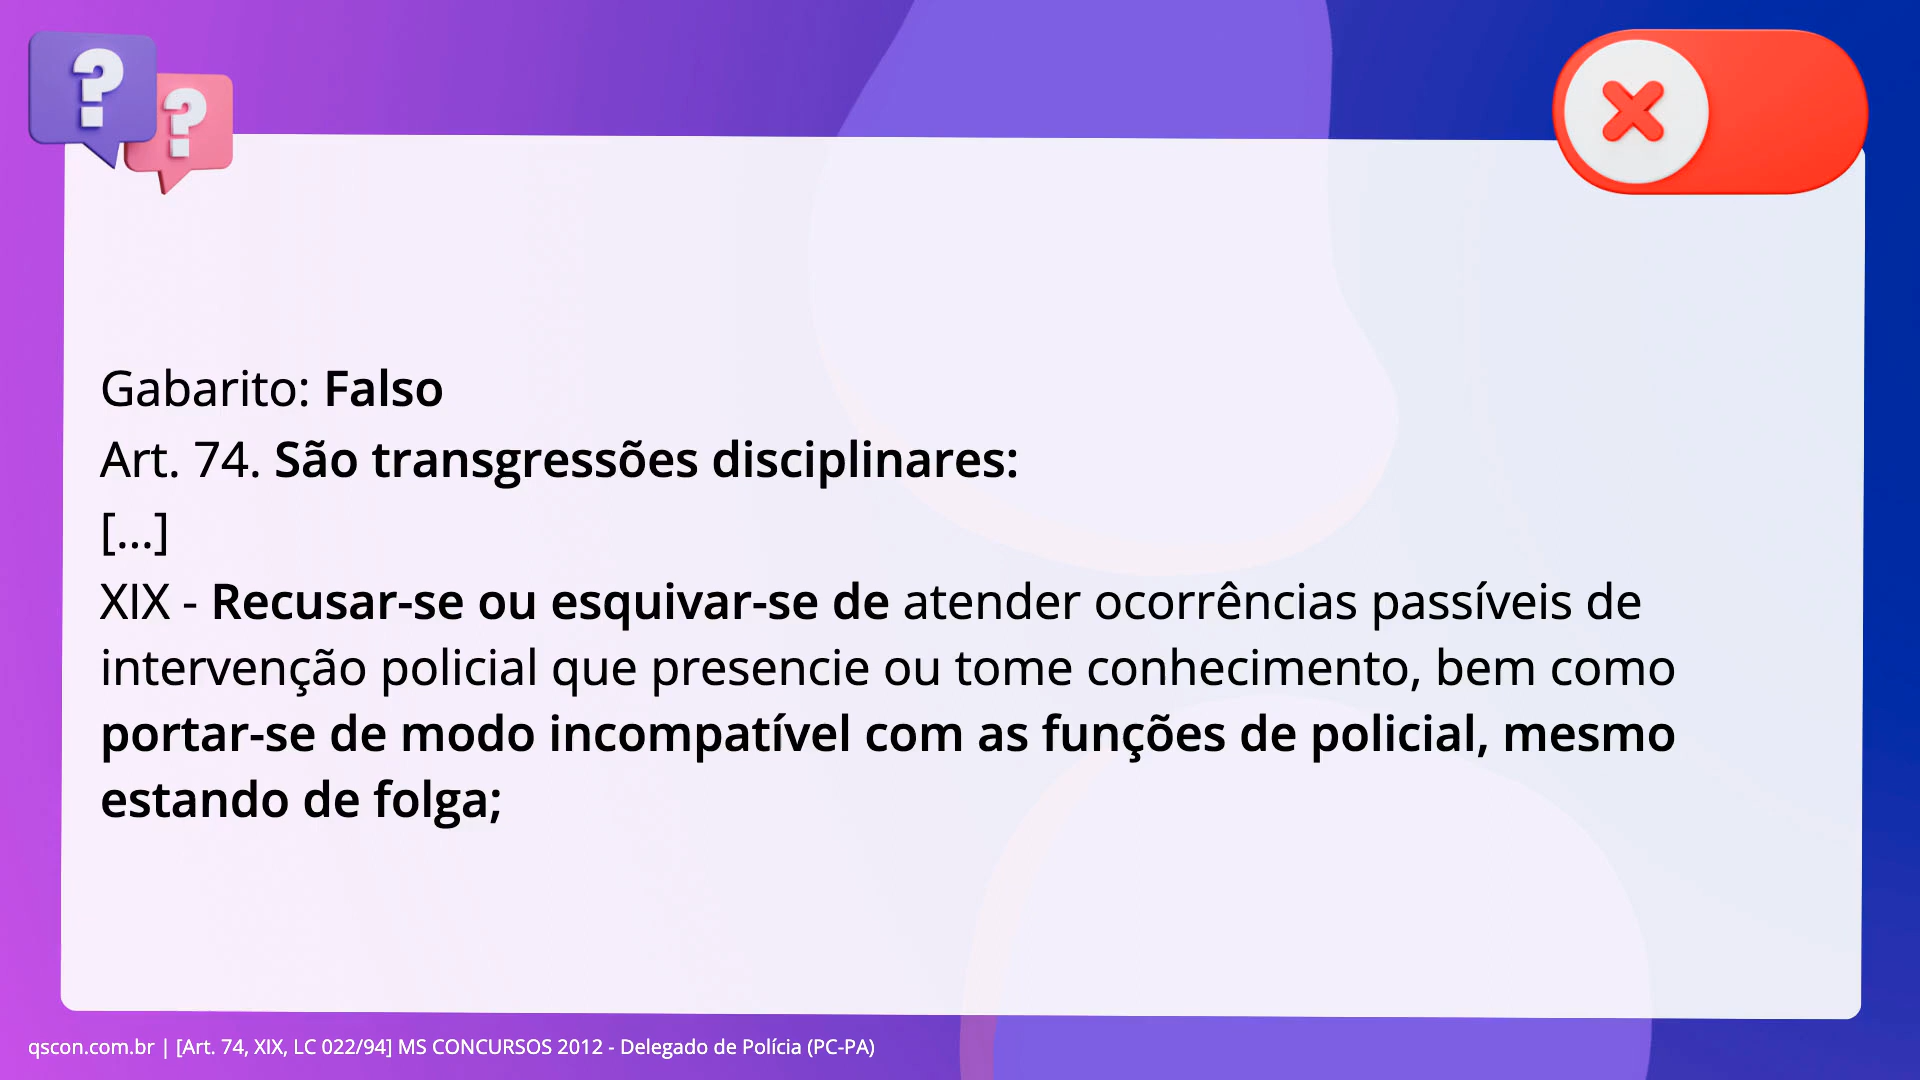 ?
?
Gabarito: Falso
Art. 74. São transgressões disciplinares:
[...]
XIX - Recusar-se ou esquivar-se de atender ocorrências passíveis de
intervenção policial que presencie ou tome conhecimento, bem como
portar-se de modo incompatível com as funções de policial, mesmo
estando de folga;
qscon.com.br | [Art. 74, XIX, LC 022/94] MS CONCURSOS 2012 - Delegado de Polícia (PC-PA)